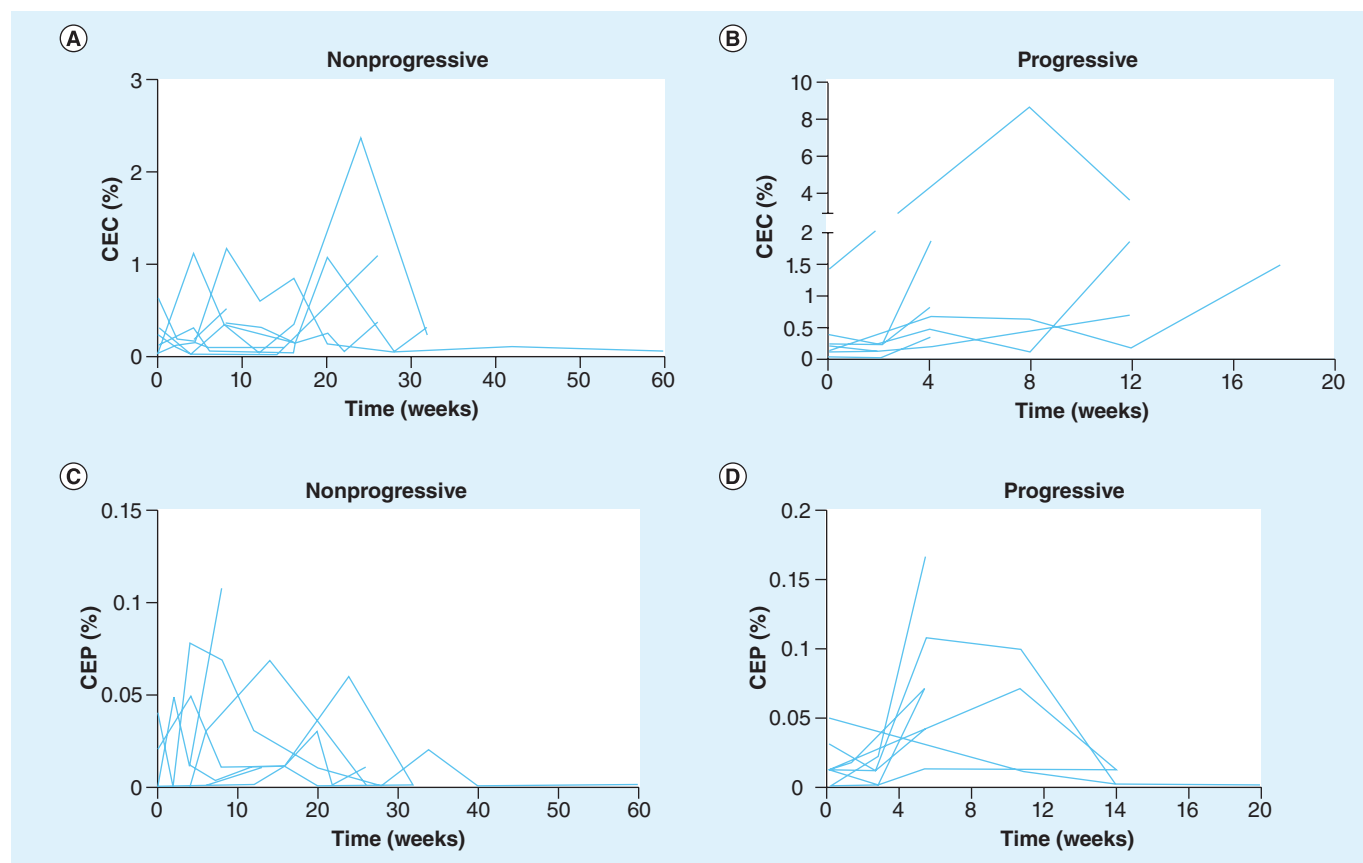 A
Nonprogressive
3
2
1
0
CEC (%)
0 10 20 30 40 50 60
Time (weeks)
B
Progressive
10
8
6
4
2
1.5
1
0.5
0
CEC (%)
0 4 8 12 16 20
Time (weeks)
C
Nonprogressive
0.15
0.1
0.05
0
CEP (%)
0 10 20 30 40 50 60
Time (weeks)
D
Progressive
0.2
0.15
0.1
0.05
0
CEP (%)
0 4 8 12 14 16 20
Time (weeks)